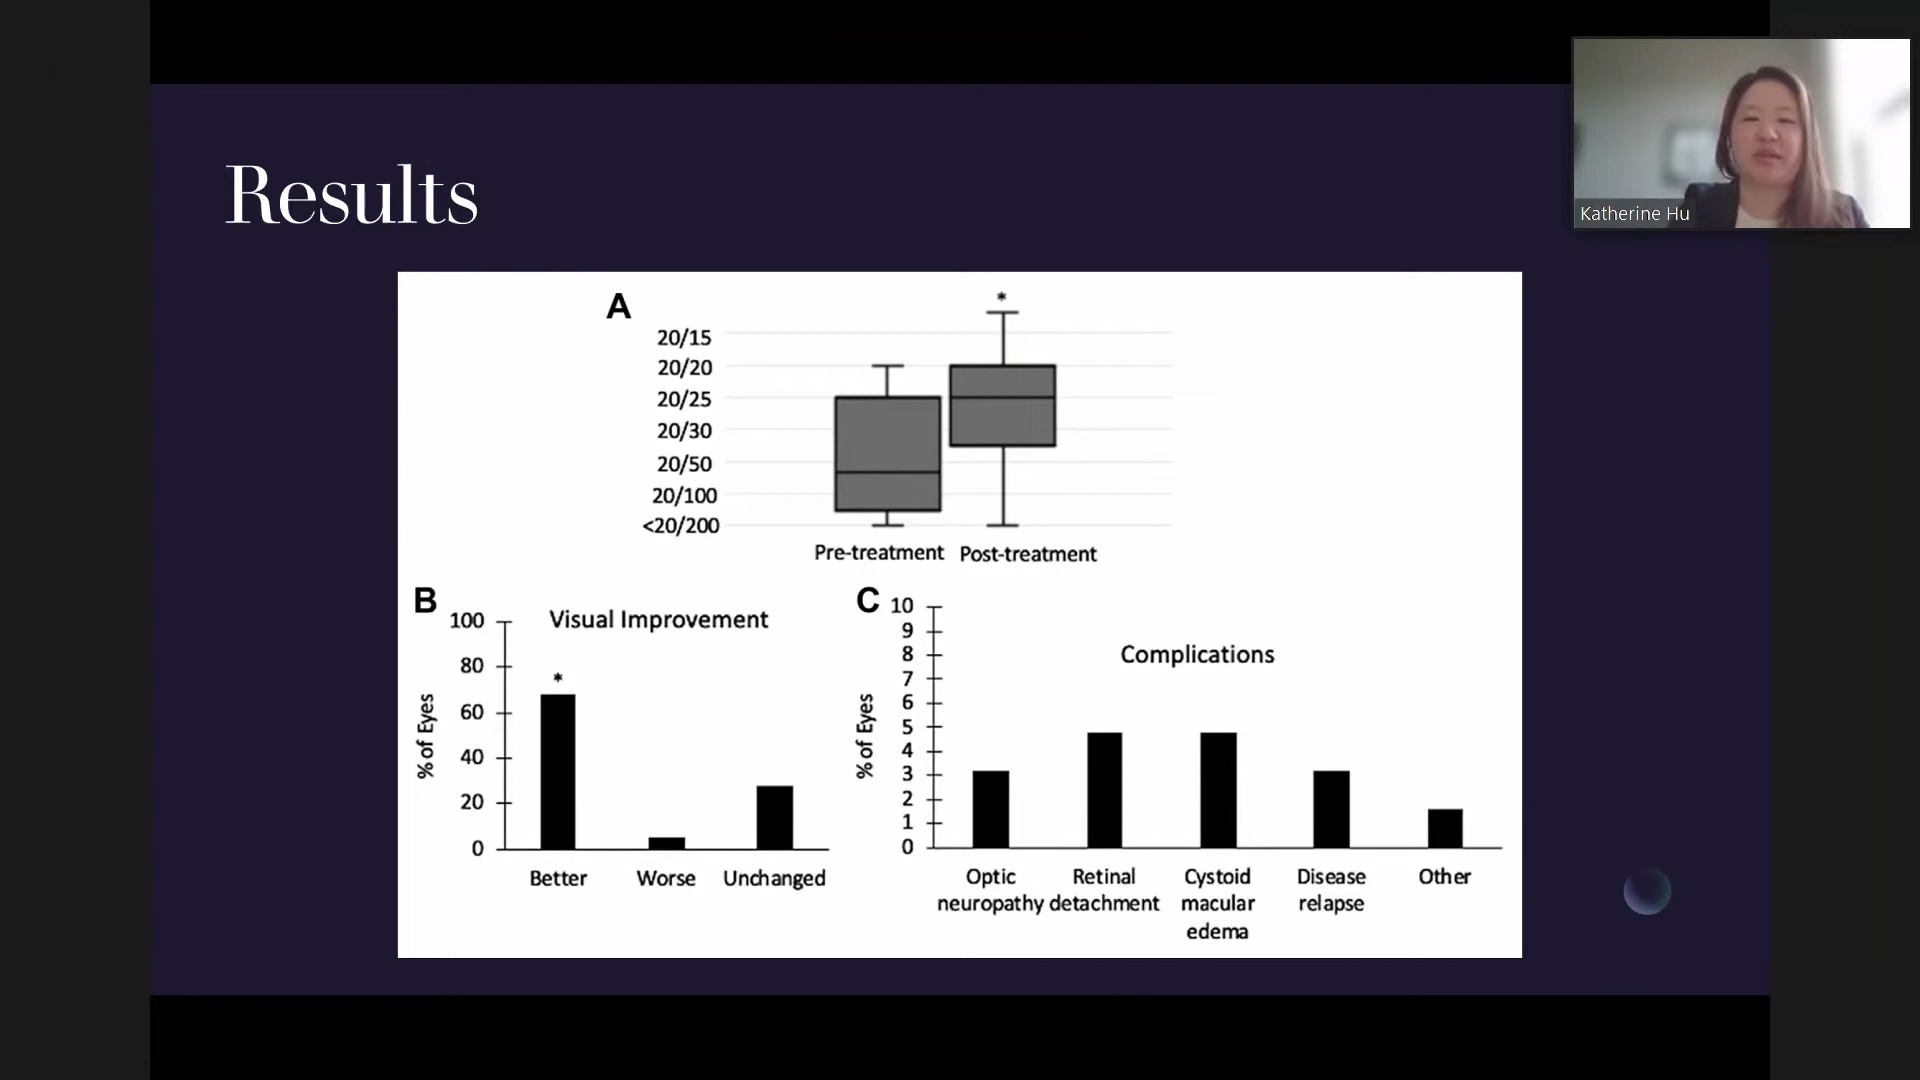 Results
Katherine Hu
A
*
20/15
20/20
20/25
20/30
20/50
20/100
<20/200
Pre-treatment Post-treatment
B
Visual Improvement
100
80
60
40
20
0
% of Eyes
*
Better Worse Unchanged
C
Complications
10
9
8
7
6
5
4
3
2
1
0
% of Eyes
Optic neuropathy
Retinal detachment
Cystoid macular edema
Disease relapse
Other